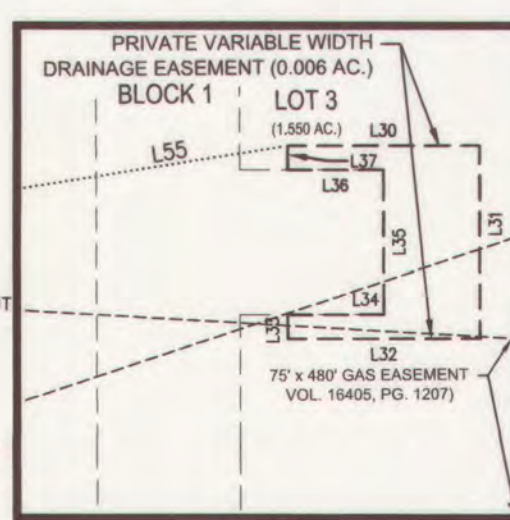 PRIVATE VARIABLE WIDTH
DRAINAGE EASEMENT (0.006 AC.)
BLOCK 1
LOT 3
(1.550 AC.)
L30
L55
L37
L36
L31
L35
L34
L33
L32
75' x 480' GAS EASEMENT
VOL. 16405, PG. 1207)